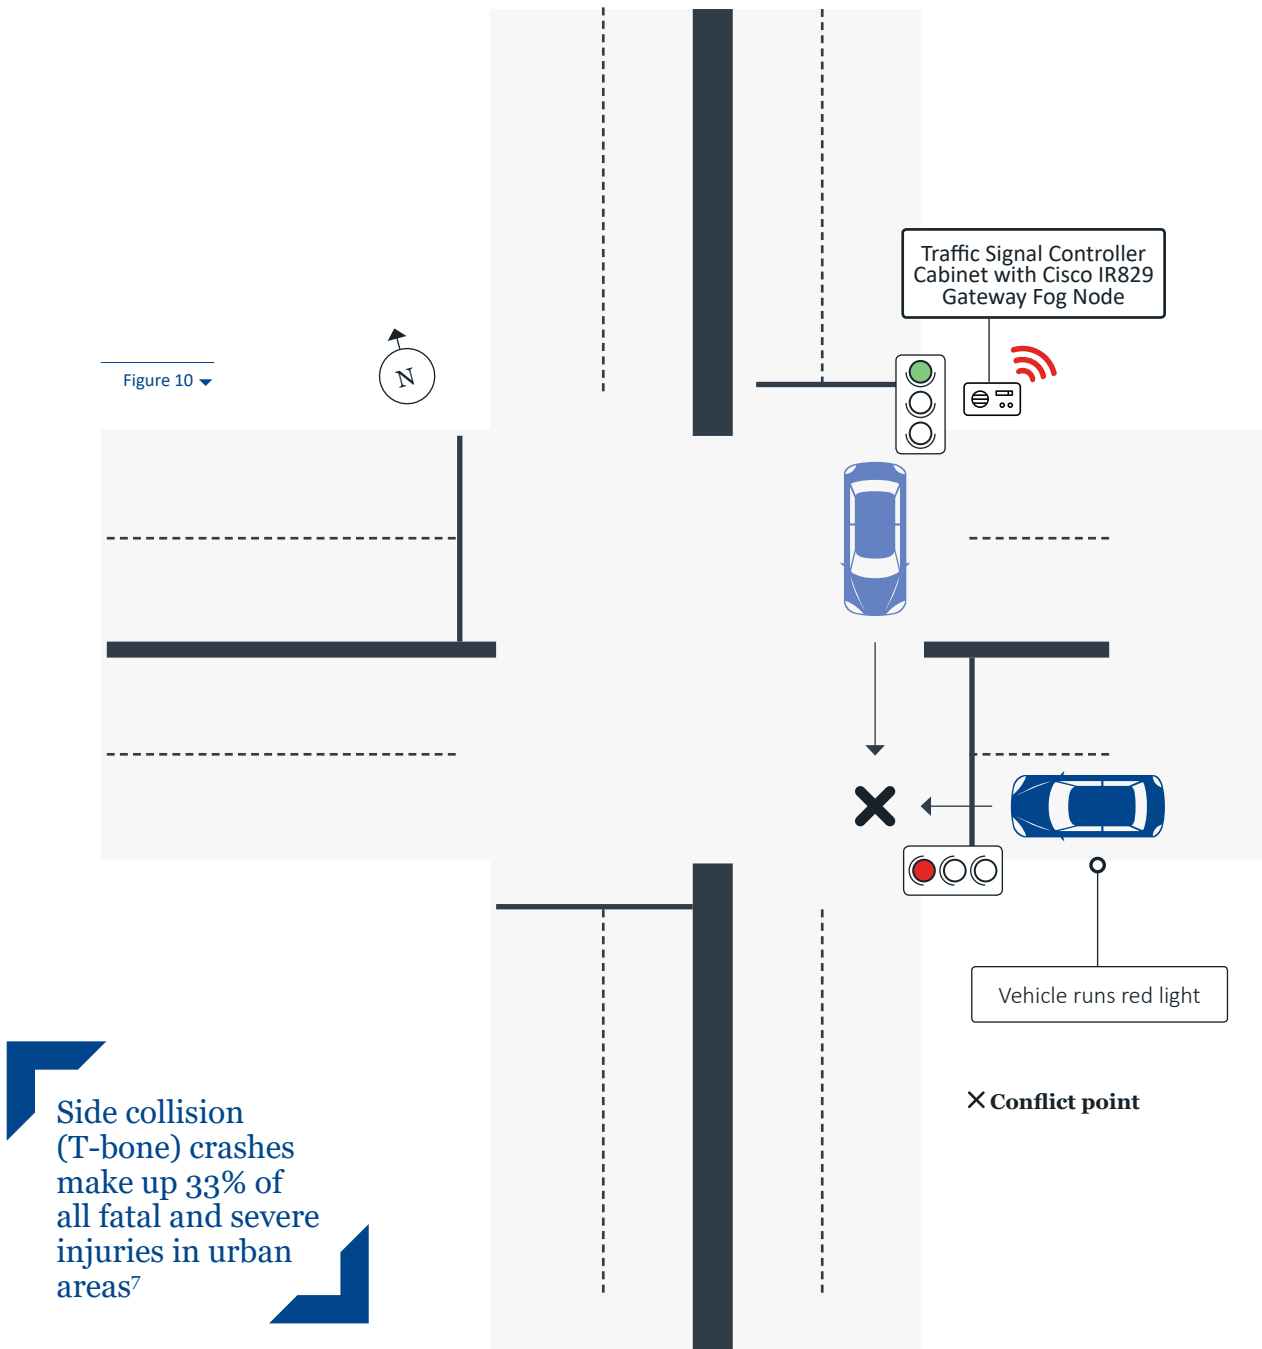 Traffic Signal Controller
Cabinet with Cisco IR829
Gateway Fog Node
Figure 10
N
Vehicle runs red light
Conflict point
Side collision
(T-bone) crashes
make up 33% of
all fatal and severe
injuries in urban
areas7